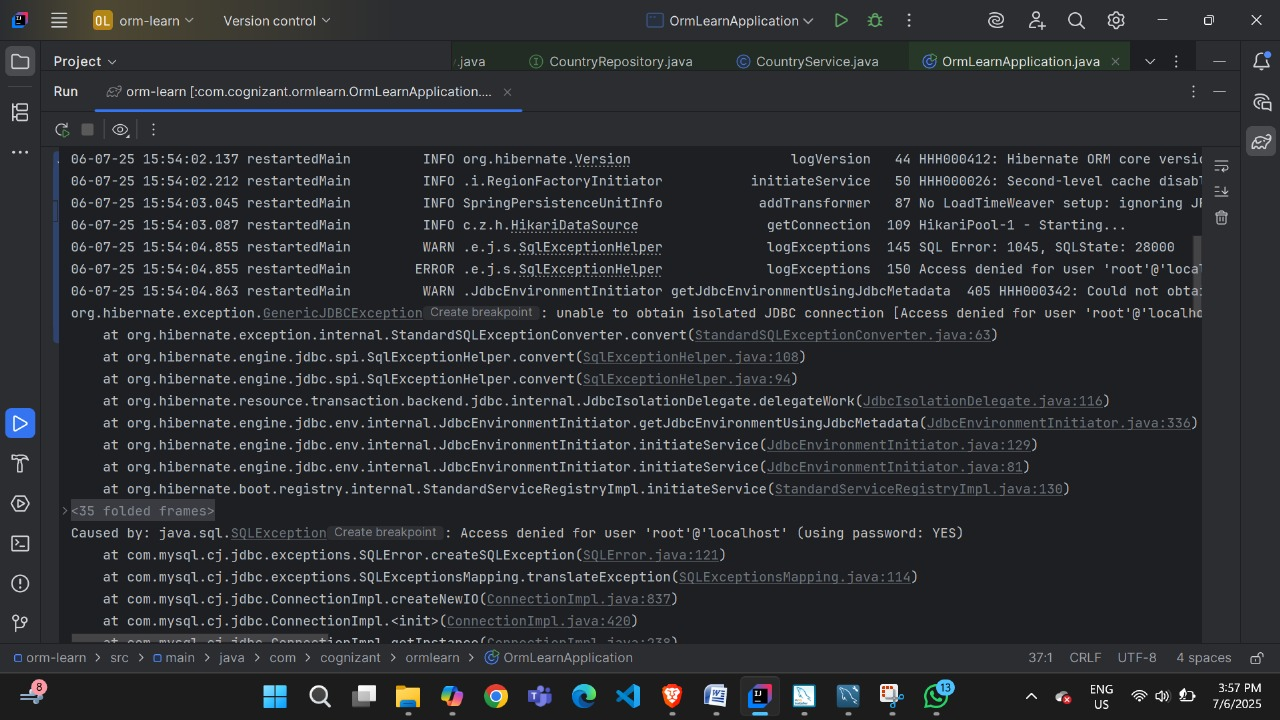 OL orm-learn Version control OrmLearnApplication
Project .java CountryRepository.java CountryService.java OrmLearnApplication.java
Run orm-learn [:com.cognizant.ormlearn.OrmLearnApplication....
06-07-25 15:54:02.137 restartedMain INFO org.hibernate.Version logVersion 44 HHH000412: Hibernate ORM core versio
06-07-25 15:54:02.212 restartedMain INFO .i.RegionFactoryInitiator initiateService 50 HHH000026: Second-level cache disabl
06-07-25 15:54:03.045 restartedMain INFO SpringPersistenceUnitInfo addTransformer 87 No LoadTimeWeaver setup: ignoring JP
06-07-25 15:54:03.087 restartedMain INFO c.z.h.HikariDataSource getConnection 109 HikariPool-1 - Starting...
06-07-25 15:54:04.855 restartedMain WARN .e.j.s.SqlExceptionHelper logExceptions 145 SQL Error: 1045, SQLState: 28000
06-07-25 15:54:04.855 restartedMain ERROR .e.j.s.SqlExceptionHelper logExceptions 150 Access denied for user 'root'@'local
06-07-25 15:54:04.863 restartedMain WARN .JdbcEnvironmentInitiator getJdbcEnvironmentUsingJdbcMetadata 405 HHH000342: Could not obtai
org.hibernate.exception.GenericJDBCException Create breakpoint : unable to obtain isolated JDBC connection [Access denied for user 'root'@'localho
at org.hibernate.exception.internal.StandardSQLExceptionConverter.convert(StandardSQLExceptionConverter.java:63)
at org.hibernate.engine.jdbc.spi.SqlExceptionHelper.convert(SqlExceptionHelper.java:108)
at org.hibernate.engine.jdbc.spi.SqlExceptionHelper.convert(SqlExceptionHelper.java:94)
at org.hibernate.resource.transaction.backend.jdbc.internal.JdbcIsolationDelegate.delegateWork(JdbcIsolationDelegate.java:116)
at org.hibernate.engine.jdbc.env.internal.JdbcEnvironmentInitiator.getJdbcEnvironmentUsingJdbcMetadata(JdbcEnvironmentInitiator.java:336)
at org.hibernate.engine.jdbc.env.internal.JdbcEnvironmentInitiator.initiateService(JdbcEnvironmentInitiator.java:129)
at org.hibernate.engine.jdbc.env.internal.JdbcEnvironmentInitiator.initiateService(JdbcEnvironmentInitiator.java:81)
at org.hibernate.boot.registry.internal.StandardServiceRegistryImpl.initiateService(StandardServiceRegistryImpl.java:130)
<35 folded frames>
Caused by: java.sql.SQLException Create breakpoint : Access denied for user 'root'@'localhost' (using password: YES)
at com.mysql.cj.jdbc.exceptions.SQLError.createSQLException(SQLError.java:121)
at com.mysql.cj.jdbc.exceptions.SQLExceptionsMapping.translateException(SQLExceptionsMapping.java:114)
at com.mysql.cj.jdbc.ConnectionImpl.createNewIO(ConnectionImpl.java:837)
at com.mysql.cj.jdbc.ConnectionImpl.<init>(ConnectionImpl.java:420)
at com.mysql.cj.jdbc.ConnectionImpl.getInstance(ConnectionImpl.java:238)
orm-learn > src > main > java > com > cognizant > ormlearn > OrmLearnApplication 37:1 CRLF UTF-8 4 spaces
8 13 ENG US 3:57 PM 7/6/2025